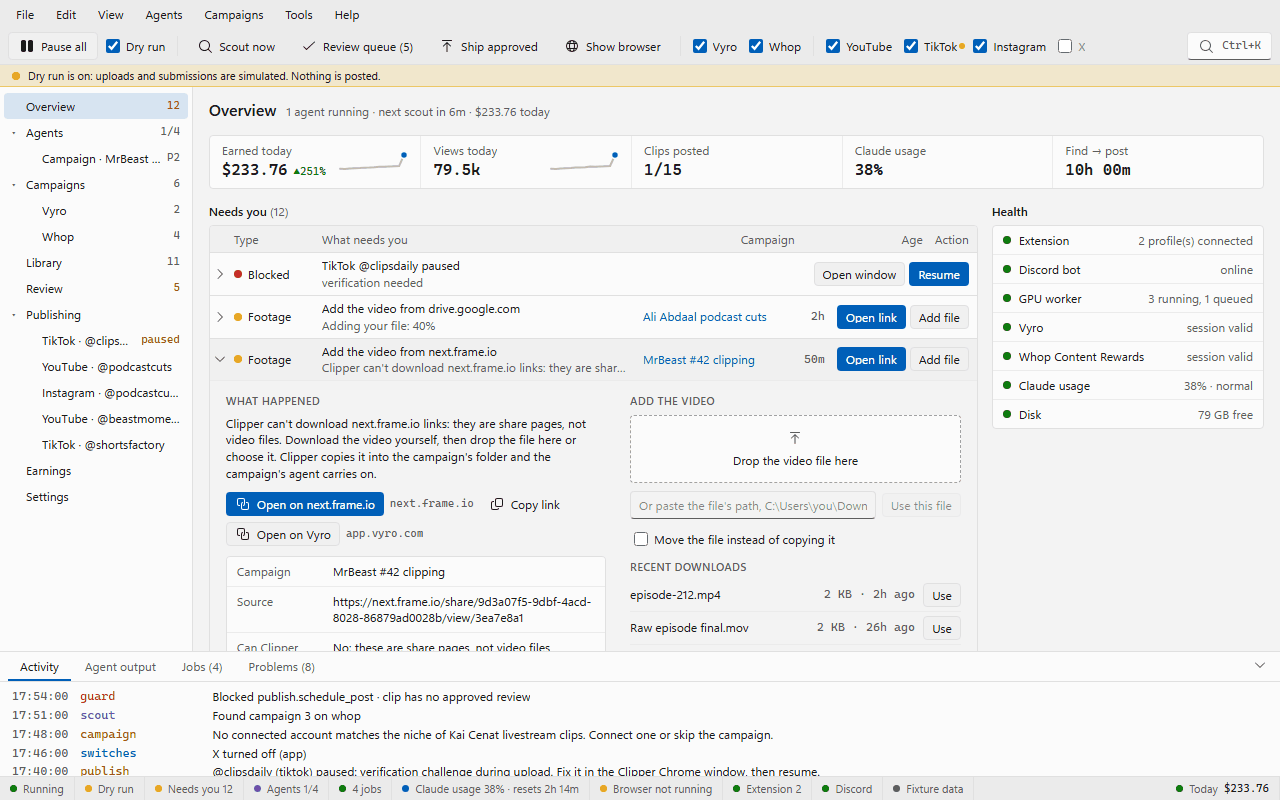 File Edit View Agents Campaigns Tools Help
Pause all Dry run Scout now Review queue (5) Ship approved Show browser Vyro Whop YouTube TikTok Instagram X Ctrl+K
Dry run is on: uploads and submissions are simulated. Nothing is posted.
Overview 12
Agents 1/4
Campaign · MrBeast ... P2
Campaigns 6
Vyro 2
Whop 4
Library 11
Review 5
Publishing
TikTok · @clips... paused
YouTube · @podcastcuts
Instagram · @podcastcu...
YouTube · @beastmome...
TikTok · @shortsfactory
Earnings
Settings
Overview 1 agent running · next scout in 6m · $233.76 today
Earned today
$233.76 ▲251%
Views today
79.5k
Clips posted
1/15
Claude usage
38%
Find → post
10h 00m
Needs you (12)
Type What needs you Campaign Age Action
Blocked TikTok @clipsdaily paused
verification needed
Open window Resume
Footage Add the video from drive.google.com
Adding your file: 40%
Ali Abdaal podcast cuts 2h Open link Add file
Footage Add the video from next.frame.io
Clipper can't download next.frame.io links: they are shar...
MrBeast #42 clipping 50m Open link Add file
WHAT HAPPENED
Clipper can't download next.frame.io links: they are share pages, not
video files. Download the video yourself, then drop the file here or
choose it. Clipper copies it into the campaign's folder and the
campaign's agent carries on.
Open on next.frame.io next.frame.io Copy link
Open on Vyro app.vyro.com
Campaign MrBeast #42 clipping
Source https://next.frame.io/share/9d3a07f5-9dbf-4acd-
8028-86879ad0028b/view/3ea7e8a1
Can Clipper No: these are share pages, not video files
ADD THE VIDEO
Drop the video file here
Or paste the file's path, C:\Users\you\Down Use this file
Move the file instead of copying it
RECENT DOWNLOADS
episode-212.mp4 2 KB · 2h ago Use
Raw episode final.mov 2 KB · 26h ago Use
Health
Extension 2 profile(s) connected
Discord bot online
GPU worker 3 running, 1 queued
Vyro session valid
Whop Content Rewards session valid
Claude usage 38% · normal
Disk 79 GB free
Activity Agent output Jobs (4) Problems (8)
17:54:00 guard Blocked publish.schedule_post · clip has no approved review
17:51:00 scout Found campaign 3 on whop
17:48:00 campaign No connected account matches the niche of Kai Cenat livestream clips. Connect one or skip the campaign.
17:46:00 switches X turned off (app)
17:40:00 publish @clipsdaily (tiktok) paused: verification challenge during upload. Fix it in the Clipper Chrome window, then resume.
Running Dry run Needs you 12 Agents 1/4 4 jobs Claude usage 38% · resets 2h 14m Browser not running Extension 2 Discord Fixture data Today $233.76